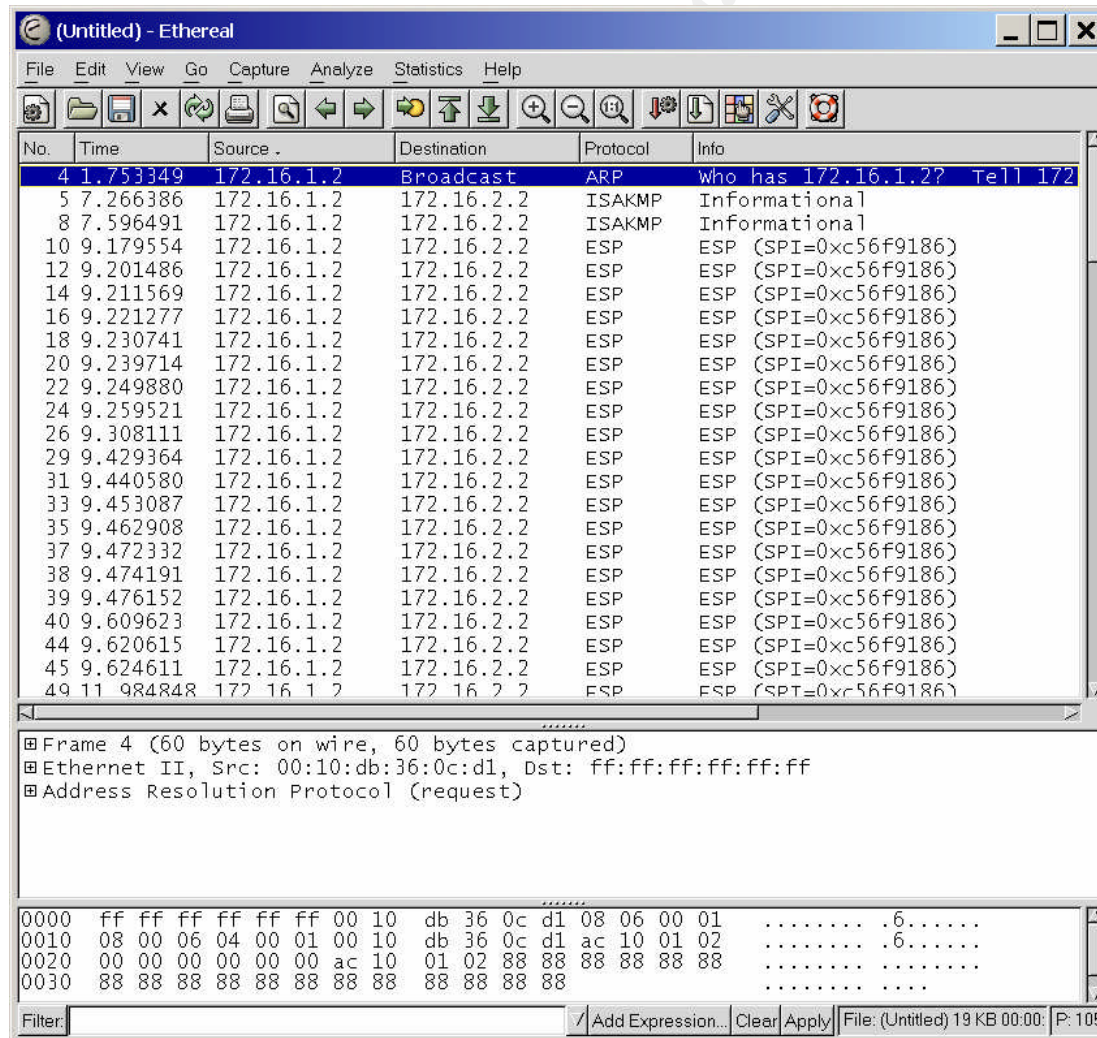 (Untitled) - Ethereal
File Edit View Go Capture Analyze Statistics Help
No. Time Source . Destination Protocol Info
4 1.753349 172.16.1.2 Broadcast ARP Who has 172.16.1.2? Tell 172
5 7.266386 172.16.1.2 172.16.2.2 ISAKMP Informational
8 7.596491 172.16.1.2 172.16.2.2 ISAKMP Informational
10 9.179554 172.16.1.2 172.16.2.2 ESP ESP (SPI=0xc56f9186)
12 9.201486 172.16.1.2 172.16.2.2 ESP ESP (SPI=0xc56f9186)
14 9.211569 172.16.1.2 172.16.2.2 ESP ESP (SPI=0xc56f9186)
16 9.221277 172.16.1.2 172.16.2.2 ESP ESP (SPI=0xc56f9186)
18 9.230741 172.16.1.2 172.16.2.2 ESP ESP (SPI=0xc56f9186)
20 9.239714 172.16.1.2 172.16.2.2 ESP ESP (SPI=0xc56f9186)
22 9.249880 172.16.1.2 172.16.2.2 ESP ESP (SPI=0xc56f9186)
24 9.259521 172.16.1.2 172.16.2.2 ESP ESP (SPI=0xc56f9186)
26 9.308111 172.16.1.2 172.16.2.2 ESP ESP (SPI=0xc56f9186)
29 9.429364 172.16.1.2 172.16.2.2 ESP ESP (SPI=0xc56f9186)
31 9.440580 172.16.1.2 172.16.2.2 ESP ESP (SPI=0xc56f9186)
33 9.453087 172.16.1.2 172.16.2.2 ESP ESP (SPI=0xc56f9186)
35 9.462908 172.16.1.2 172.16.2.2 ESP ESP (SPI=0xc56f9186)
37 9.472332 172.16.1.2 172.16.2.2 ESP ESP (SPI=0xc56f9186)
38 9.474191 172.16.1.2 172.16.2.2 ESP ESP (SPI=0xc56f9186)
39 9.476152 172.16.1.2 172.16.2.2 ESP ESP (SPI=0xc56f9186)
40 9.609623 172.16.1.2 172.16.2.2 ESP ESP (SPI=0xc56f9186)
44 9.620615 172.16.1.2 172.16.2.2 ESP ESP (SPI=0xc56f9186)
45 9.624611 172.16.1.2 172.16.2.2 ESP ESP (SPI=0xc56f9186)
49 11.984848 172.16.1.2 172.16.2.2 ESP ESP (SPI=0xc56f9186)
Frame 4 (60 bytes on wire, 60 bytes captured)
Ethernet II, Src: 00:10:db:36:0c:d1, Dst: ff:ff:ff:ff:ff:ff
Address Resolution Protocol (request)
0000 ff ff ff ff ff ff 00 10 db 36 0c d1 08 06 00 01 ........ .6......
0010 08 00 06 04 00 01 00 10 db 36 0c d1 ac 10 01 02 ........ .6......
0020 00 00 00 00 00 00 ac 10 01 02 88 88 88 88 88 88 ........ ........
0030 88 88 88 88 88 88 88 88 88 88 88 88 ........ ....
Filter: Add Expression... Clear Apply File: (Untitled) 19 KB 00:00: P: 105